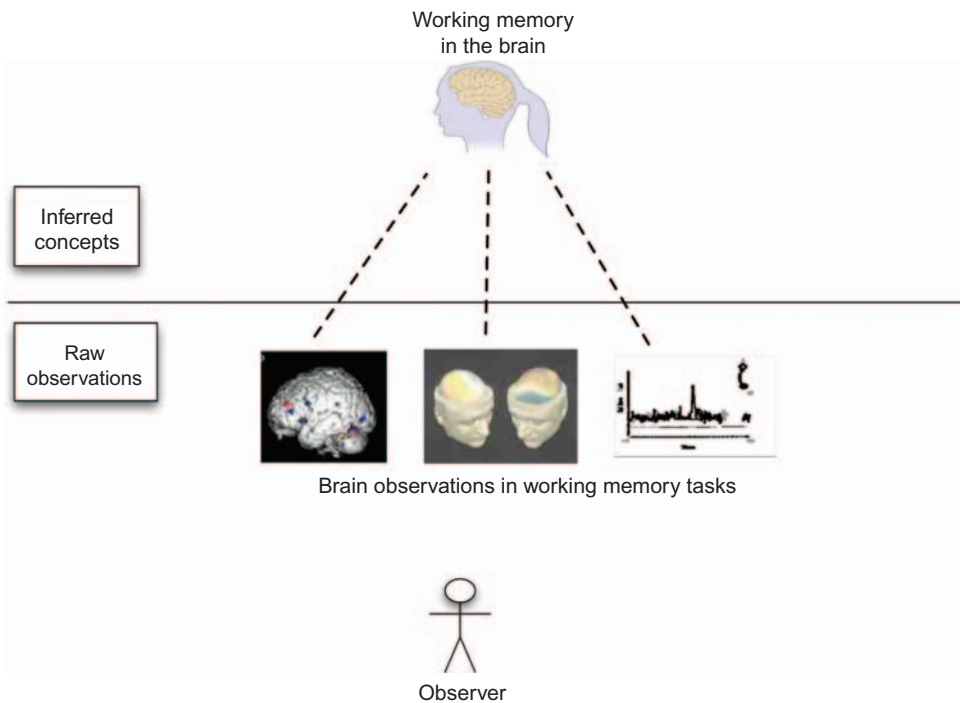 Working memory
in the brain
Inferred
concepts
Raw
observations
Brain observations in working memory tasks
Observer